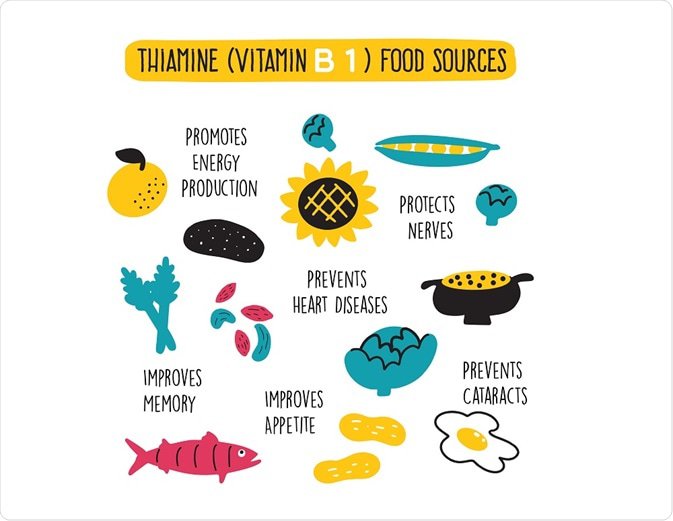 THIAMINE (VITAMIN B 1) FOOD SOURCES
PROMOTES
ENERGY
PRODUCTION
PROTECTS
NERVES
PREVENTS
HEART DISEASES
IMPROVES
MEMORY
IMPROVES
APPETITE
PREVENTS
CATARACTS